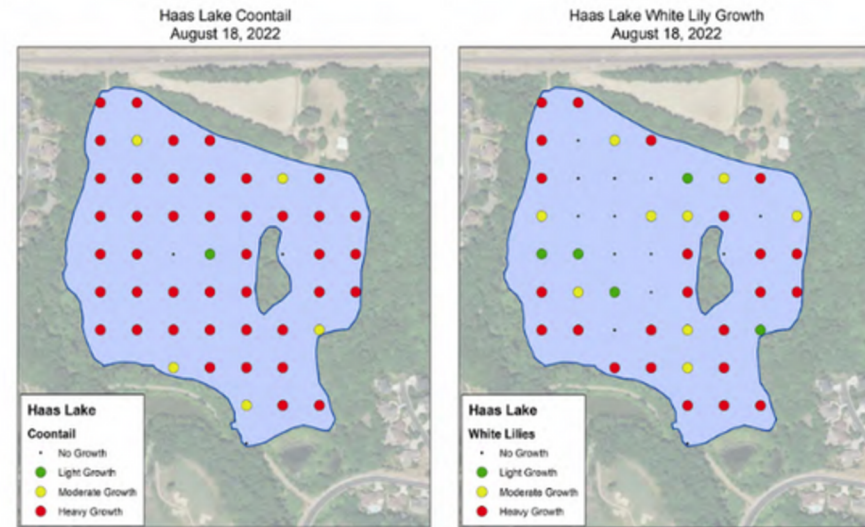 Haas Lake Coontail
August 18, 2022
Haas Lake
Coontail
No Growth
Light Growth
Moderate Growth
Heavy Growth
Haas Lake White Lily Growth
August 18, 2022
Haas Lake
White Lillies
No Growth
Light Growth
Moderate Growth
Heavy Growth